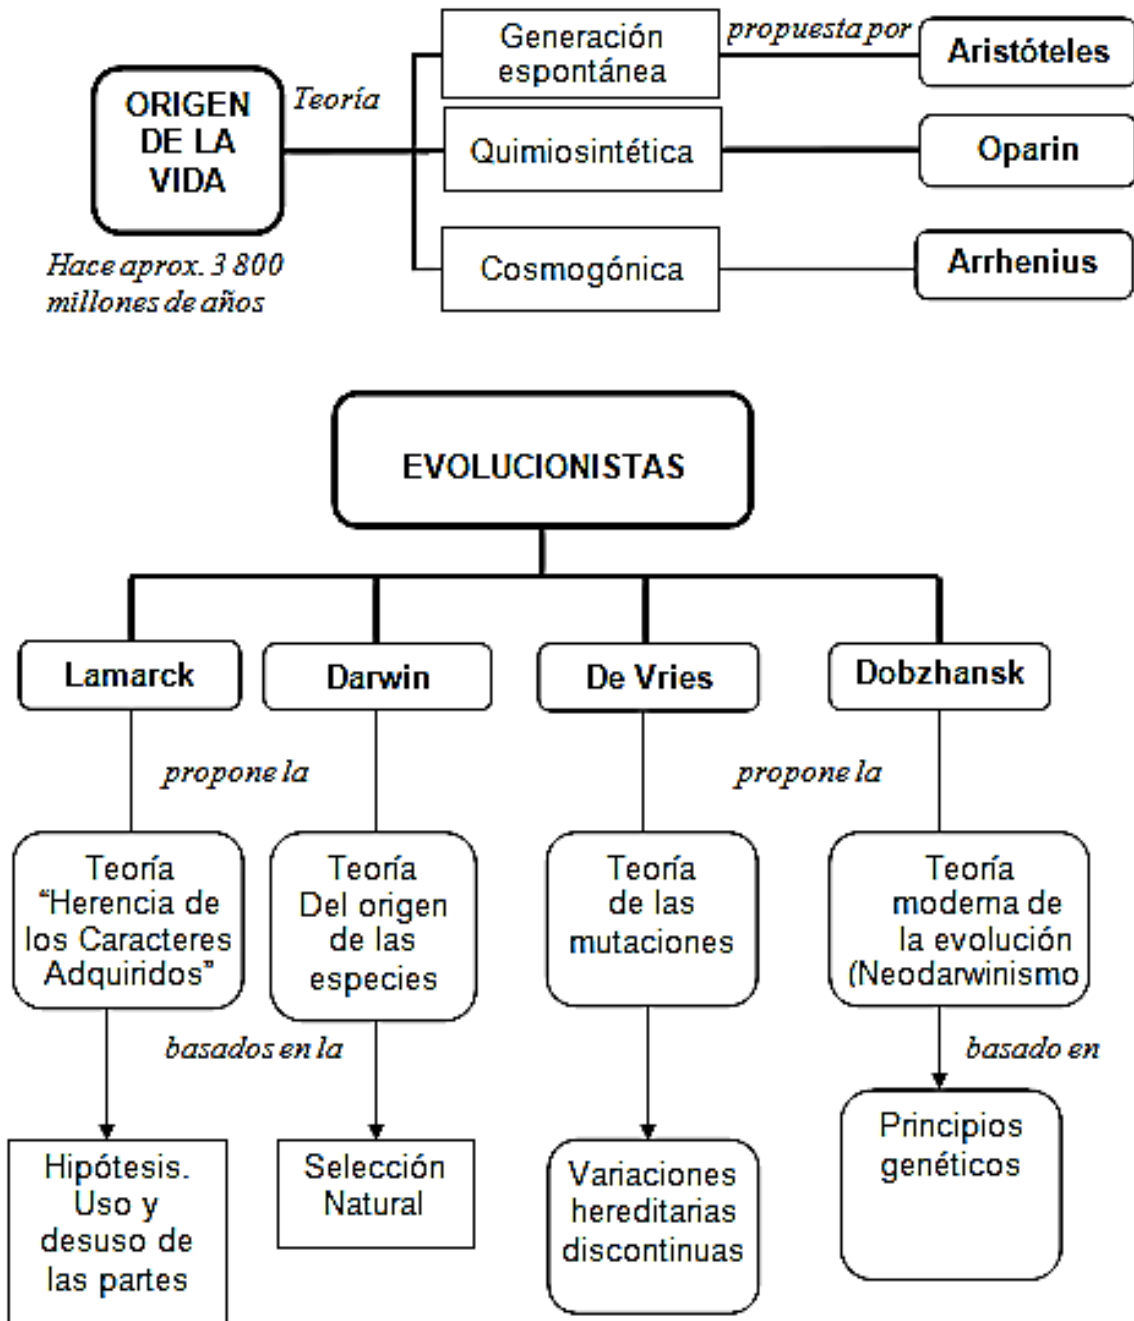 ORIGEN
DE LA
VIDA
Hace aprox. 3 800
millones de años
Teoría
Generación
espontánea
propuesta por
Aristóteles
Quimiosintética
Oparin
Cosmogónica
Arrhenius
EVOLUCIONISTAS
Lamarck
Darwin
De Vries
Dobzhansk
propone la
propone la
Teoría
“Herencia de
los Caracteres
Adquiridos”
Teoría
Del origen
de las
especies
Teoría
de las
mutaciones
Teoría
moderna de
la evolución
(Neodarwinismo
basados en la
basado en
Hipótesis.
Uso y
desuso de
las partes
Selección
Natural
Variaciones
hereditarias
discontinuas
Principios
genéticos